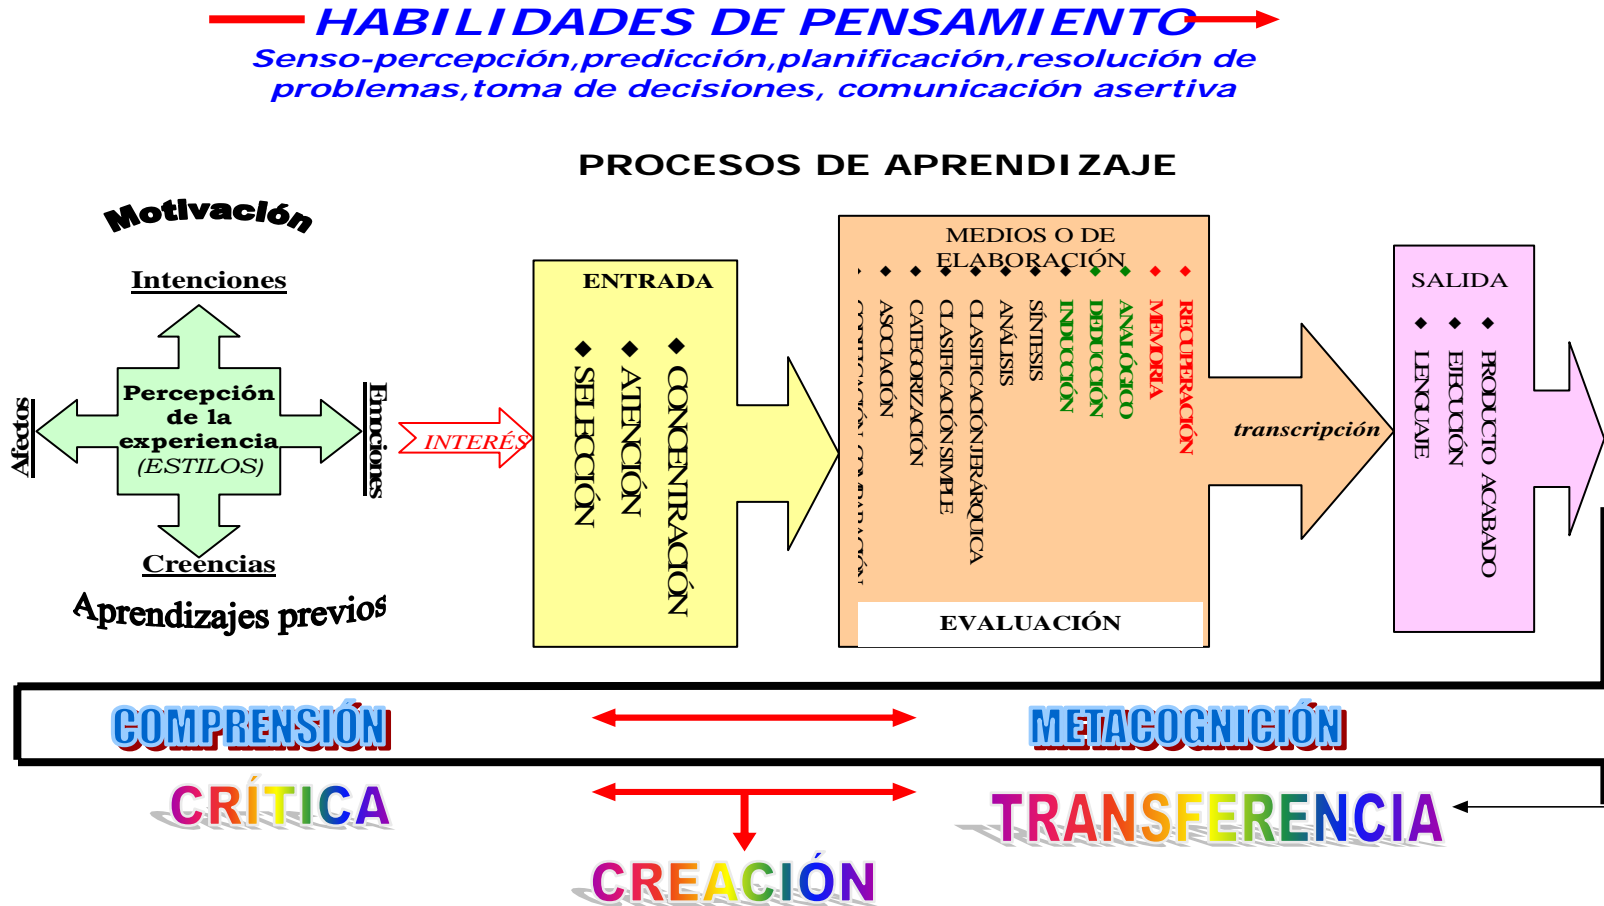 HABILIDADES DE PENSAMIENTO
Senso-percepción,predicción,planificación,resolución de
problemas,toma de decisiones, comunicación asertiva
PROCESOS DE APRENDIZAJE
Motivación
Intenciones
Afectos
Percepción
de la
experiencia
(ESTILOS)
Emociones
Creencias
Aprendizajes previos
INTERÉS
ENTRADA
◆ SELECCIÓN
◆ ATENCIÓN
◆ CONCENTRACIÓN
MEDIOS O DE
ELABORACIÓN
◆ ASOCIACIÓN
◆ CATEGORIZACIÓN
◆ CLASIFICACIÓN SIMPLE
◆ CLASIFICACIÓN JERÁRQUICA
◆ ANÁLISIS
◆ SÍNTESIS
◆ INDUCCIÓN
◆ DEDUCCIÓN
◆ ANALÓGICO
◆ MEMORIA
◆ RECUPERACIÓN
EVALUACIÓN
transcripción
SALIDA
◆ LENGUAJE
◆ EJECUCIÓN
◆ PRODUCTO ACABADO
COMPRENSIÓN
METACOGNICIÓN
CRÍTICA
TRANSFERENCIA
CREACIÓN